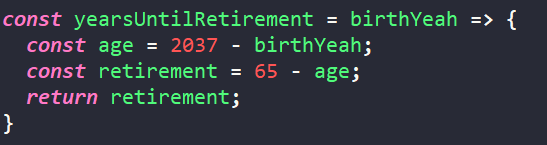 const yearsUntilRetirement = birthYeah => {
  const age = 2037 - birthYeah;
  const retirement = 65 - age;
  return retirement;
}